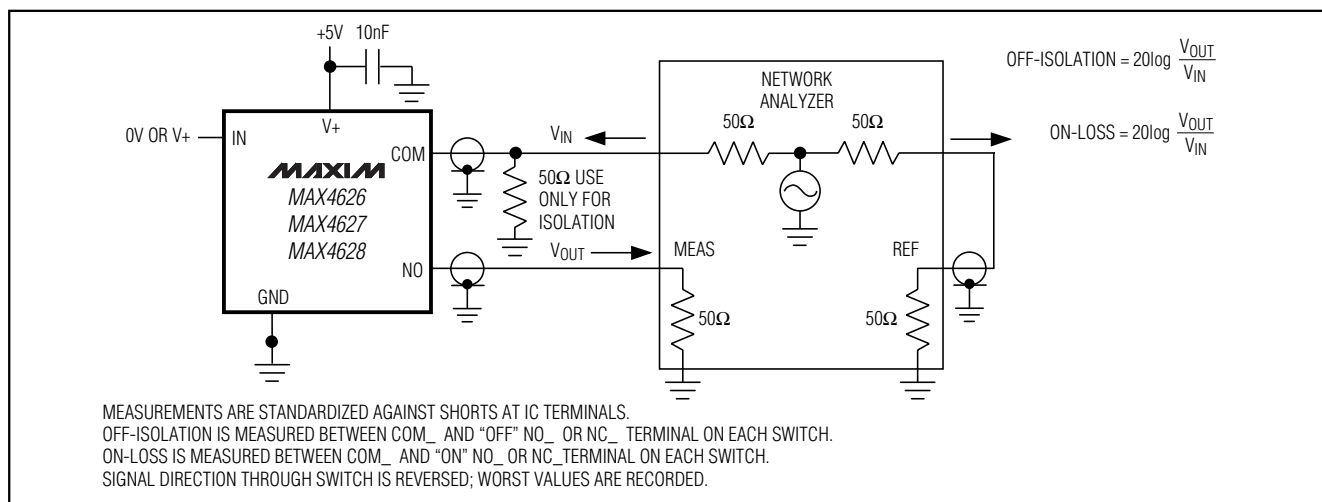 +5V 10nF
OFF-ISOLATION = 20log VOUT
VIN
NETWORK
ANALYZER
0V OR V+ IN V+ VIN 50Ω 50Ω
ON-LOSS = 20log VOUT
VIN
COM
MAXIM
MAX4626
MAX4627
MAX4628
50Ω USE
ONLY FOR
ISOLATION
VOUT MEAS REF
NO
GND
50Ω 50Ω
MEASUREMENTS ARE STANDARDIZED AGAINST SHORTS AT IC TERMINALS.
OFF-ISOLATION IS MEASURED BETWEEN COM_ AND “OFF” NO_ OR NC_ TERMINAL ON EACH SWITCH.
ON-LOSS IS MEASURED BETWEEN COM_ AND “ON” NO_ OR NC_TERMINAL ON EACH SWITCH.
SIGNAL DIRECTION THROUGH SWITCH IS REVERSED; WORST VALUES ARE RECORDED.